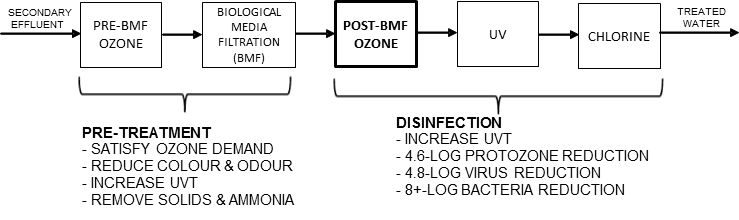 SECONDARY
EFFLUENT
PRE-BMF
OZONE
BIOLOGICAL
MEDIA
FILTRATION
(BMF)
POST-BMF
OZONE
UV
CHLORINE
TREATED
WATER
PRE-TREATMENT
- SATISFY OZONE DEMAND
- REDUCE COLOUR & ODOUR
- INCREASE UVT
- REMOVE SOLIDS & AMMONIA
DISINFECTION
- INCREASE UVT
- 4.6-LOG PROTOZONE REDUCTION
- 4.8-LOG VIRUS REDUCTION
- 8+-LOG BACTERIA REDUCTION